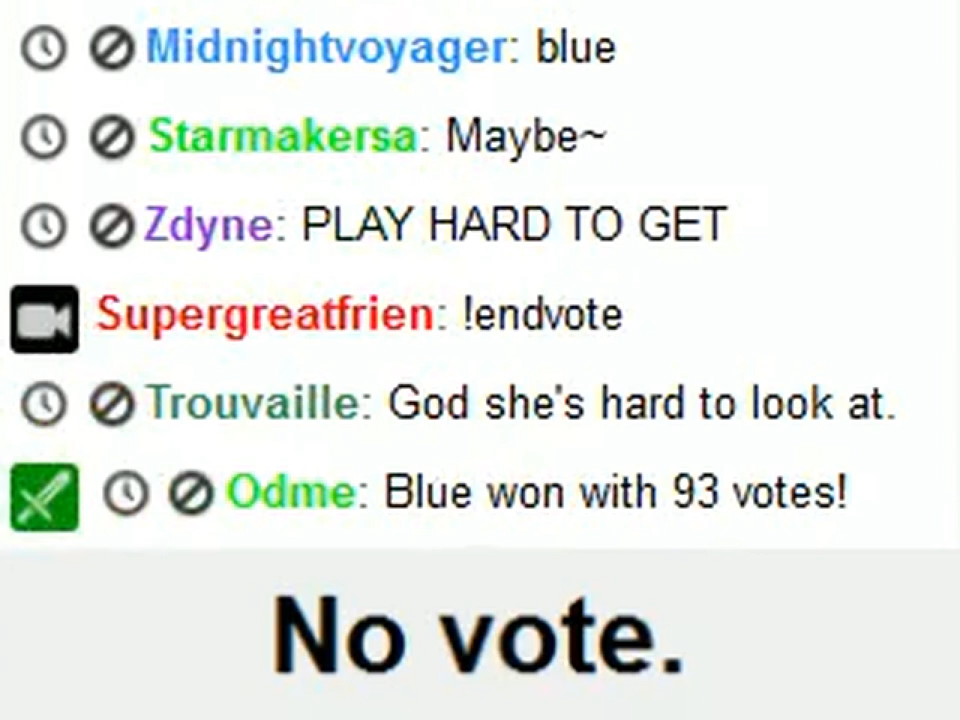 Midnightvoyager: blue
Starmakersa: Maybe~
Zdyne: PLAY HARD TO GET
Supergreatfrien: !endvote
Trouvaille: God she's hard to look at.
Odme: Blue won with 93 votes!
No vote.